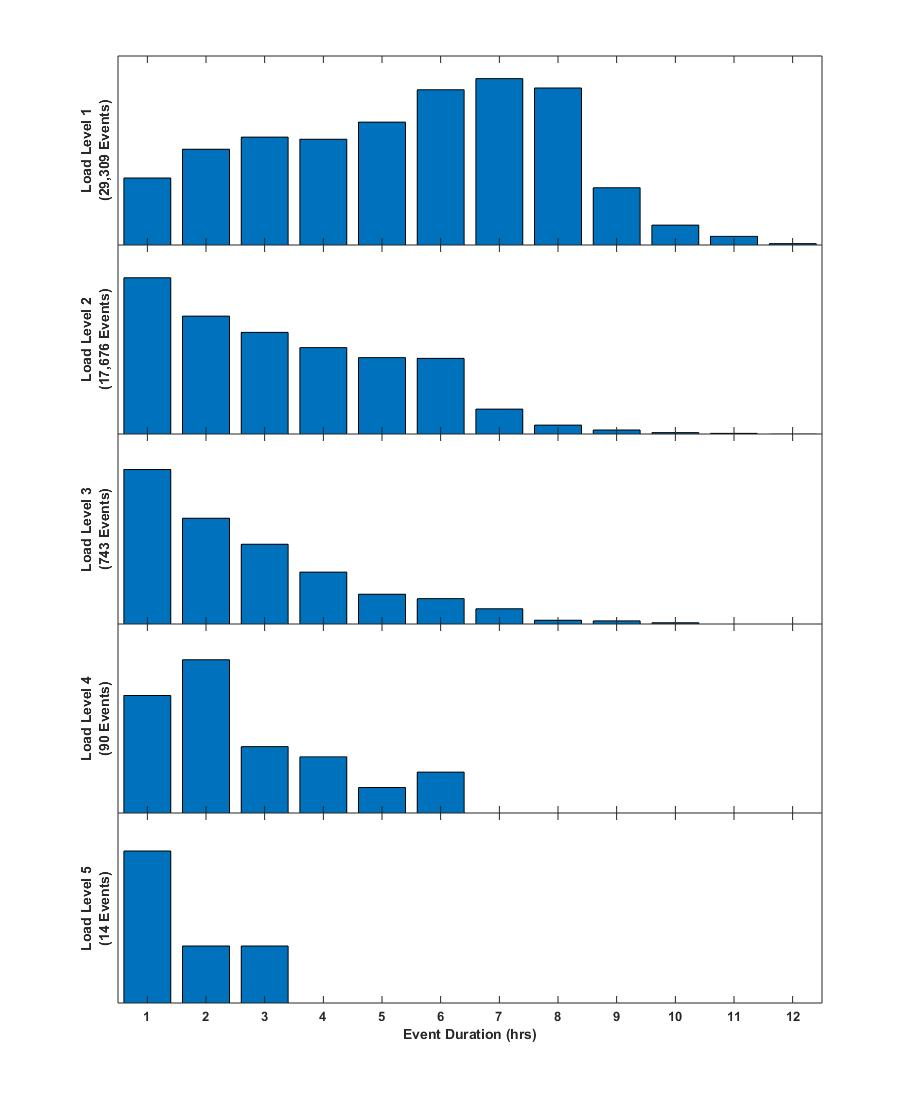 Load Level 1
(29,309 Events)
Load Level 2
(17,676 Events)
Load Level 3
(743 Events)
Load Level 4
(90 Events)
Load Level 5
(14 Events)
1 2 3 4 5 6 7 8 9 10 11 12
Event Duration (hrs)